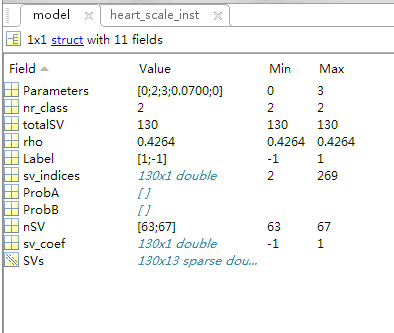 model heart_scale_inst
1x1 struct with 11 fields
Field Value Min Max
Parameters [0;2;3;0.0700;0] 0 3
nr_class 2 2 2
totalSV 130 130 130
rho 0.4264 0.4264 0.4264
Label [1;-1] -1 1
sv_indices 130x1 double 2 269
ProbA []
ProbB []
nSV [63;67] 63 67
sv_coef 130x1 double -1 1
SVs 130x13 sparse dou...